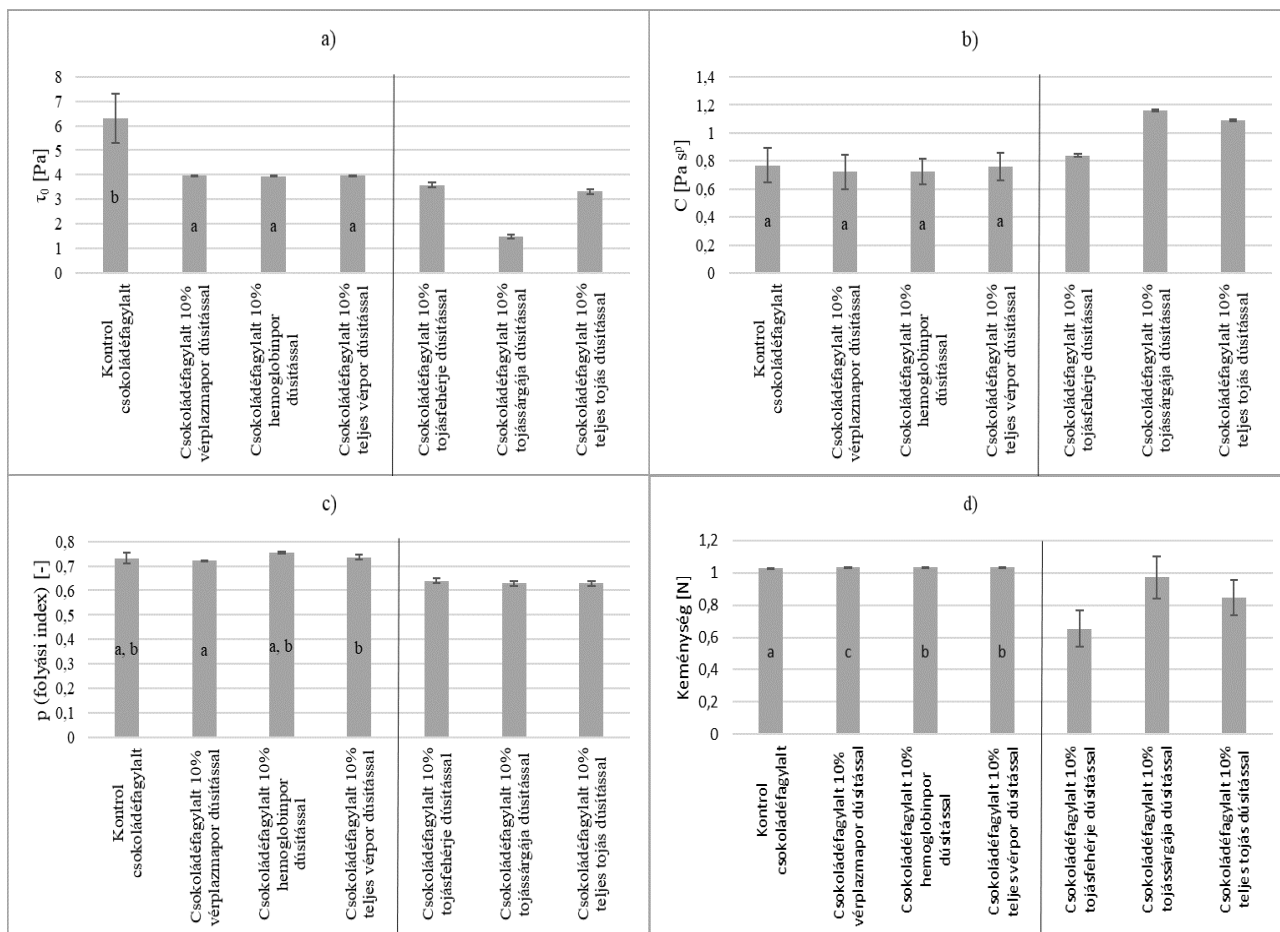 a)
τ₀ [Pa]
8
7
6
5
4
3
2
1
0
b
a
a
a
Kontrol
csokoládéfagylalt
Csokoládéfagylalt 10%
vérplazmapor dúsítással
Csokoládéfagylalt 10%
hemoglobinpor
dúsítással
Csokoládéfagylalt 10%
teljes vérpor dúsítással
Csokoládéfagylalt 10%
tojásfehérje dúsítással
Csokoládéfagylalt 10%
tojássárgája dúsítással
Csokoládéfagylalt 10%
teljes tojás dúsítással
b)
C [Pa sᵖ]
1,4
1,2
1
0,8
0,6
0,4
0,2
0
a
a
a
a
Kontrol
csokoládéfagylalt
Csokoládéfagylalt 10%
vérplazmapor dúsítással
Csokoládéfagylalt 10%
hemoglobinpor
dúsítással
Csokoládéfagylalt 10%
teljes vérpor dúsítással
Csokoládéfagylalt 10%
tojásfehérje dúsítással
Csokoládéfagylalt 10%
tojássárgája dúsítással
Csokoládéfagylalt 10%
teljes tojás dúsítással
c)
p (folyási index) [-]
0,8
0,7
0,6
0,5
0,4
0,3
0,2
0,1
0
a, b
a
a, b
b
Kontrol
csokoládéfagylalt
Csokoládéfagylalt 10%
vérplazmapor dúsítással
Csokoládéfagylalt 10%
hemoglobinpor
dúsítással
Csokoládéfagylalt 10%
teljes vérpor dúsítással
Csokoládéfagylalt 10%
tojásfehérje dúsítással
Csokoládéfagylalt 10%
tojássárgája dúsítással
Csokoládéfagylalt 10%
teljes tojás dúsítással
d)
Keménység [N]
1,2
1
0,8
0,6
0,4
0,2
0
a
c
b
b
Kontrol
csokoládéfagylalt
Csokoládéfagylalt 10%
vérplazmapor dúsítással
Csokoládéfagylalt 10%
hemoglobinpor
dúsítással
Csokoládéfagylalt 10%
teljes vérpor dúsítással
Csokoládéfagylalt 10%
tojásfehérje dúsítással
Csokoládéfagylalt 10%
tojássárgája dúsítással
Csokoládéfagylalt 10%
teljes tojás dúsítással